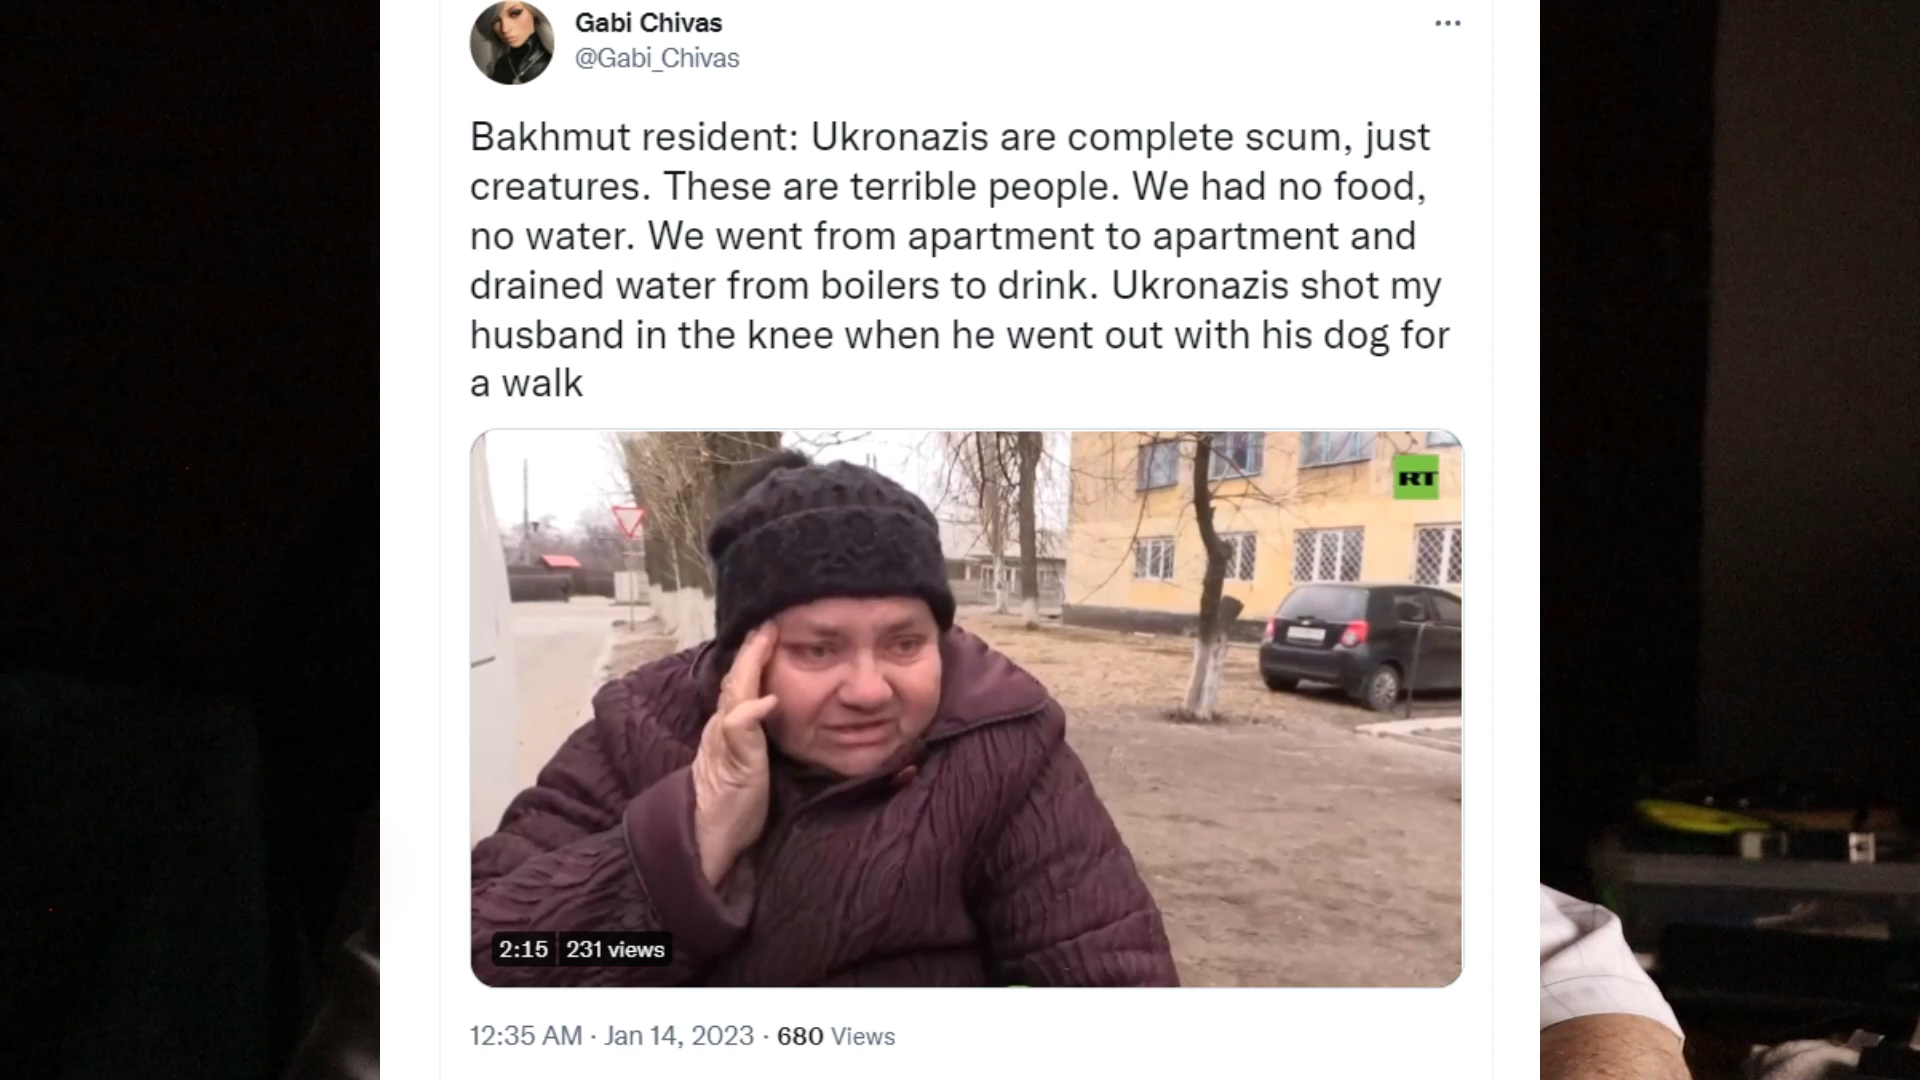 Gabi Chivas
@Gabi_Chivas
Bakhmut resident: Ukronazis are complete scum, just
creatures. These are terrible people. We had no food,
no water. We went from apartment to apartment and
drained water from boilers to drink. Ukronazis shot my
husband in the knee when he went out with his dog for
a walk
RT
2:15 231 views
12:35 AM · Jan 14, 2023 · 680 Views